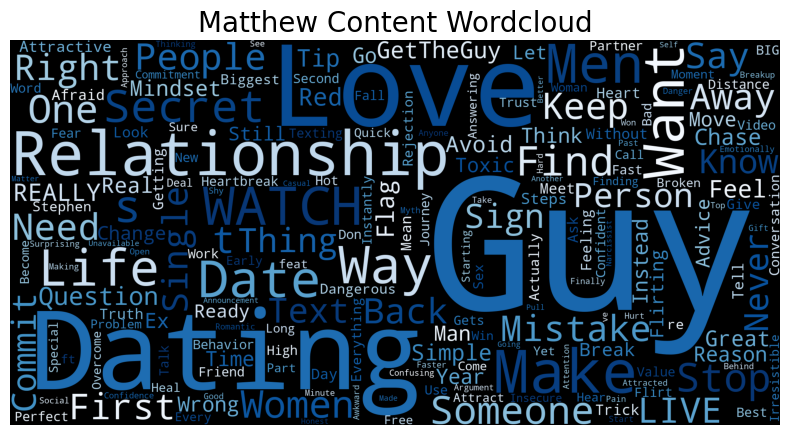 Matthew Content Wordcloud
Attractive People Tip Love Go GetTheGuy Let Men Partner Say BIG
Right Mindset Biggest Second Afraid Commitment Thinking See Approach Word
One Secret Red Fall Still Texting Trust Answering Keep Heart Woman Want Bad Moment Away Distance Danger Breakup Self Better
Relationship Quick Rejection Avoid Find Think Without Move Video Chase Know Call Past Won Anyone Emotionally
Fear Look Sure New Getting Toxic Hard Meet Fast Broken Finding Another
REALLY Real Deal Heartbreak Hot Instantly Flag Person Feel Conversation Matter Casual Shy
Need Stephen s Single WATCH t Thing Don Mean Journey Sign Steps Take Ask Instead Advice Give Top Gift
Change Surprising Become Unavailable Work feat Guy Starting Feeling Confident Narcissist Myth Actually Sex Flirting Tell Never Irresistible
Life Question Date Early Way Dangerous Open Making
Commit Truth Announcement Ready Text Back Finally Pull Mistake re
Dating Special Problem Ex Romantic Long Everything Man Gets Win Simple Yet Break Great Reason Behind
Overcome ft Talk Behavior Time High Part Day Come Confusing Year Make Value Stop Hurt Going Attention
Heal Friend Minute Faster Attract Use Argument Insecure Hear Attracted Pain Flirt
First Social Confidence Wrong Good Women Awkward Made Someone Trick LIVE Best
Perfect Every Honest Free Start